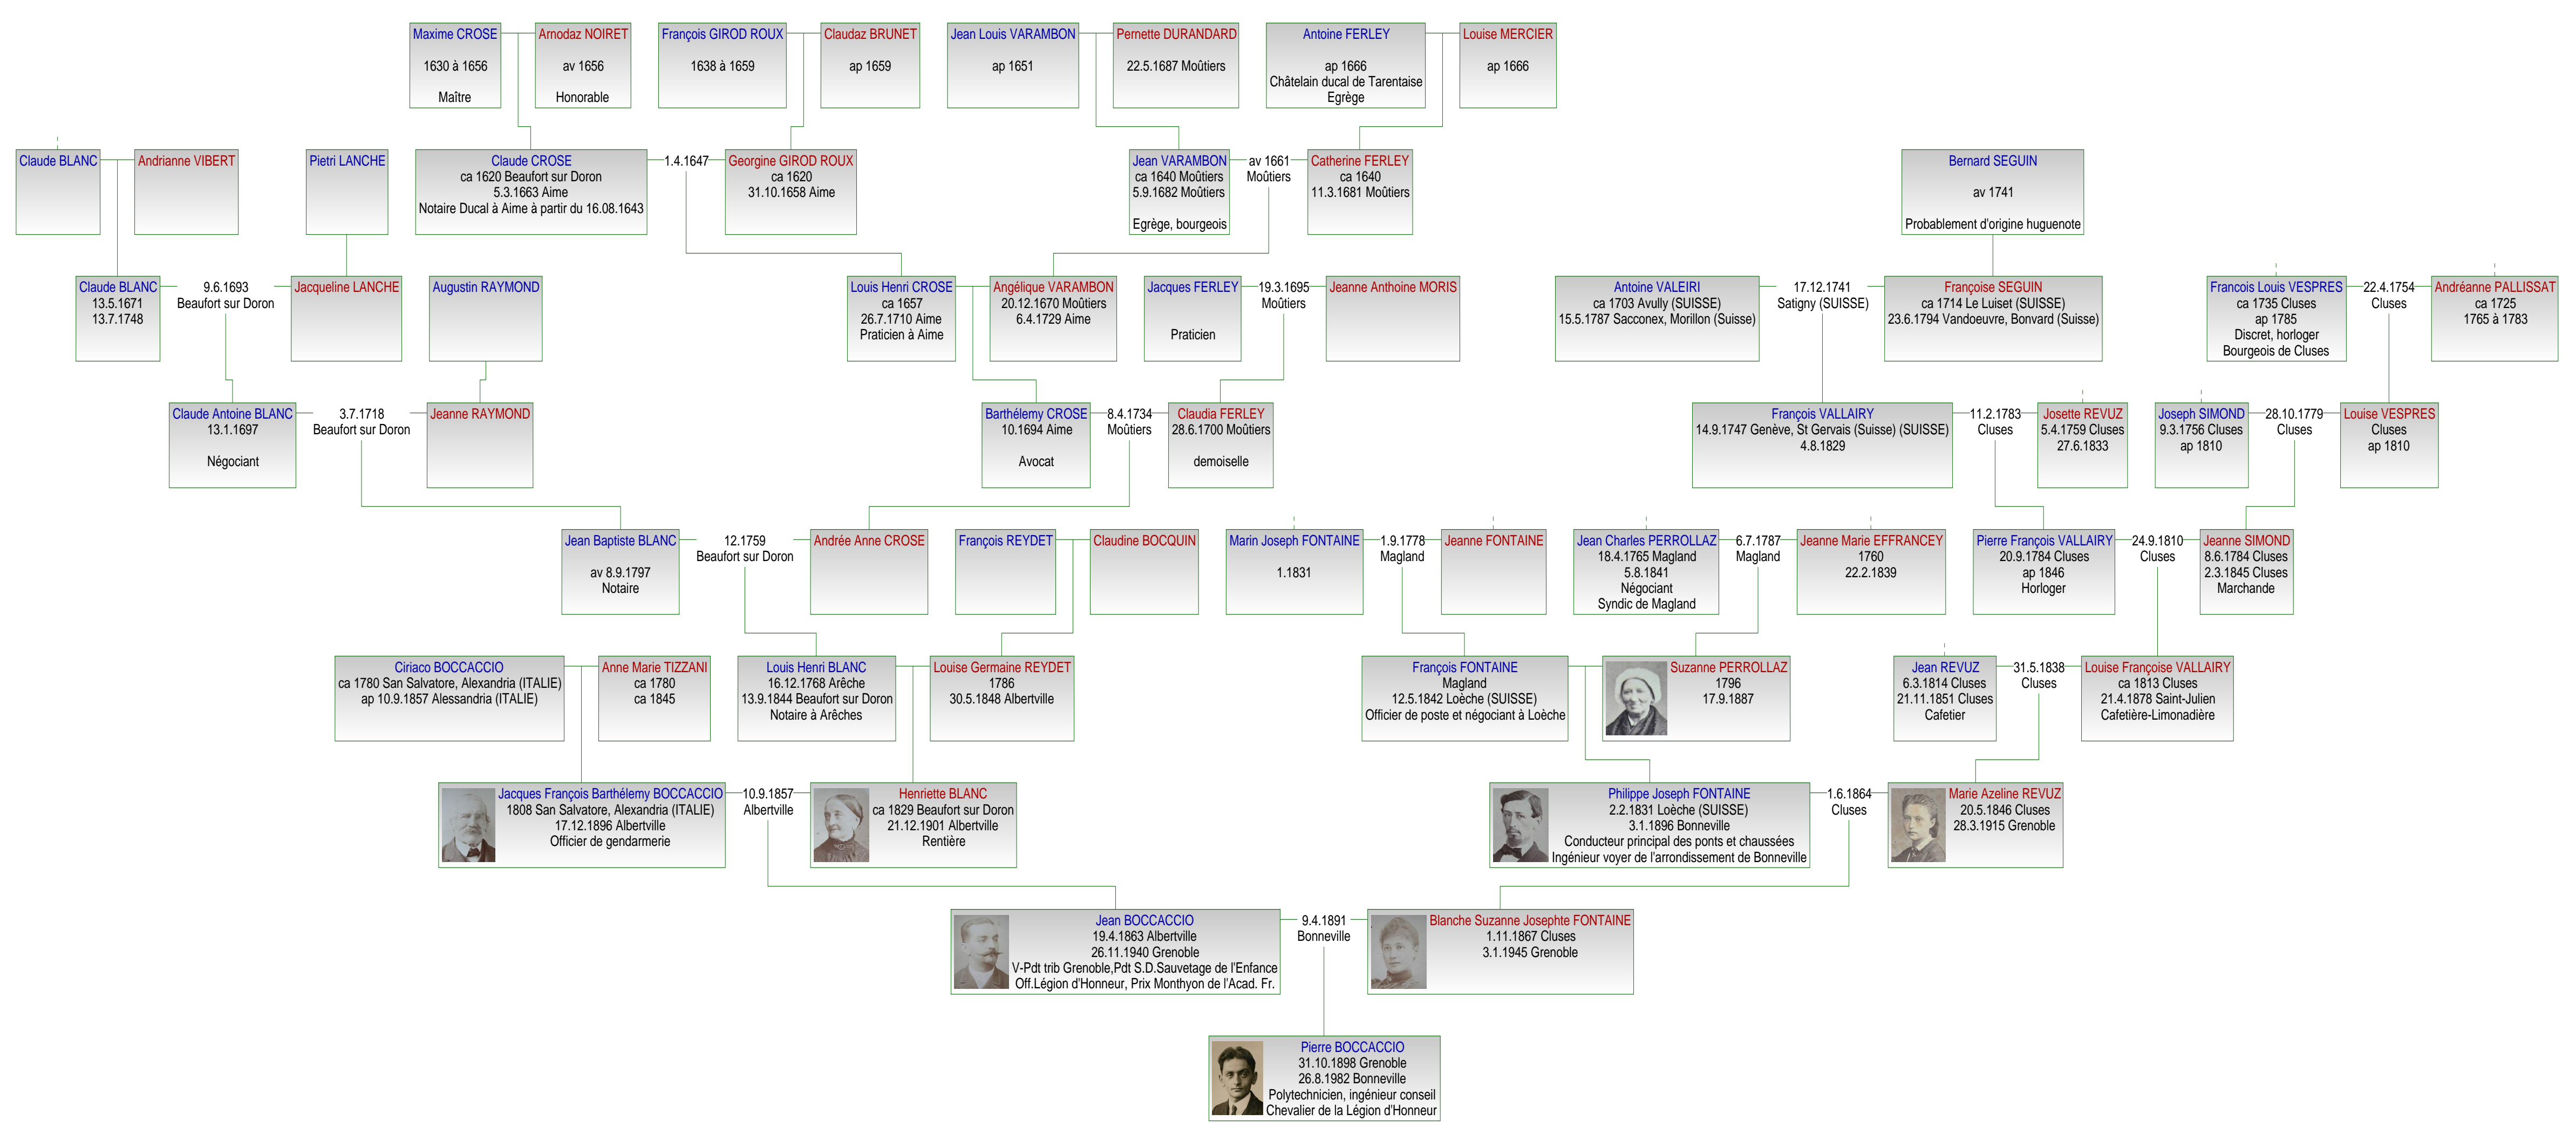 Maxime CROSE
1630 à 1656
Maître
Arnodaz NOIRET
av 1656
Honorable
François GIROD ROUX
1638 à 1659
Claudaz BRUNET
ap 1659
Jean Louis VARAMBON
ap 1651
Pernette DURANDARD
22.5.1687 Moûtiers
Antoine FERLEY
ap 1666
Châtelain ducal de Tarentaise
Egrège
Louise MERCIER
ap 1666
Claude BLANC
Andrianne VIBERT
Pietri LANCHE
Claude CROSE
ca 1620 Beaufort sur Doron
5.3.1663 Aime
Notaire Ducal à Aime à partir du 16.08.1643
1.4.1647
Georgine GIROD ROUX
ca 1620
31.10.1658 Aime
Jean VARAMBON
ca 1640 Moûtiers
5.9.1682 Moûtiers
Egrège, bourgeois
av 1661
Moûtiers
Catherine FERLEY
ca 1640
11.3.1681 Moûtiers
Bernard SEGUIN
av 1741
Probablement d'origine huguenote
Claude BLANC
13.5.1671
13.7.1748
9.6.1693
Beaufort sur Doron
Jacqueline LANCHE
Augustin RAYMOND
Louis Henri CROSE
ca 1657
26.7.1710 Aime
Praticien à Aime
Angélique VARAMBON
20.12.1670 Moûtiers
6.4.1729 Aime
Jacques FERLEY
Praticien
19.3.1695
Moûtiers
Jeanne Anthoine MORIS
Antoine VALEIRI
ca 1703 Avully (SUISSE)
15.5.1787 Sacconex, Morillon (Suisse)
17.12.1741
Satigny (SUISSE)
Françoise SEGUIN
ca 1714 Le Luiset (SUISSE)
23.6.1794 Vandoeuvre, Bonvard (Suisse)
Francois Louis VESPRES
ca 1735 Cluses
ap 1785
Discret, horloger
Bourgeois de Cluses
22.4.1754
Cluses
Andréanne PALLISSAT
ca 1725
1765 à 1783
Claude Antoine BLANC
13.1.1697
Négociant
3.7.1718
Beaufort sur Doron
Jeanne RAYMOND
Barthélemy CROSE
10.1694 Aime
Avocat
8.4.1734
Moûtiers
Claudia FERLEY
28.6.1700 Moûtiers
demoiselle
François VALLAIRY
14.9.1747 Genève, St Gervais (Suisse) (SUISSE)
4.8.1829
11.2.1783
Cluses
Josette REVUZ
5.4.1759 Cluses
27.6.1833
Joseph SIMOND
9.3.1756 Cluses
ap 1810
28.10.1779
Cluses
Louise VESPRES
Cluses
ap 1810
Jean Baptiste BLANC
av 8.9.1797
Notaire
12.1759
Beaufort sur Doron
Andrée Anne CROSE
François REYDET
Claudine BOCQUIN
Marin Joseph FONTAINE
1.1831
1.9.1778
Magland
Jeanne FONTAINE
Jean Charles PERROLLAZ
18.4.1765 Magland
5.8.1841
Négociant
Syndic de Magland
6.7.1787
Magland
Jeanne Marie EFFRANCEY
1760
22.2.1839
Pierre François VALLAIRY
20.9.1784 Cluses
ap 1846
Horloger
24.9.1810
Cluses
Jeanne SIMOND
8.6.1784 Cluses
2.3.1845 Cluses
Marchande
Ciriaco BOCCACCIO
ca 1780 San Salvatore, Alexandria (ITALIE)
ap 10.9.1857 Alessandria (ITALIE)
Anne Marie TIZZANI
ca 1780
ca 1845
Louis Henri BLANC
16.12.1768 Arêche
13.9.1844 Beaufort sur Doron
Notaire à Arêches
Louise Germaine REYDET
1786
30.5.1848 Albertville
François FONTAINE
Magland
12.5.1842 Loèche (SUISSE)
Officier de poste et négociant à Loèche
Suzanne PERROLLAZ
1796
17.9.1887
Jean REVUZ
6.3.1814 Cluses
21.11.1851 Cluses
Cafetier
31.5.1838
Cluses
Louise Françoise VALLAIRY
ca 1813 Cluses
21.4.1878 Saint-Julien
Cafetière-Limonadière
Jacques François Barthélemy BOCCACCIO
1808 San Salvatore, Alexandria (ITALIE)
17.12.1896 Albertville
Officier de gendarmerie
10.9.1857
Albertville
Henriette BLANC
ca 1829 Beaufort sur Doron
21.12.1901 Albertville
Rentière
Philippe Joseph FONTAINE
2.2.1831 Loèche (SUISSE)
3.1.1896 Bonneville
Conducteur principal des ponts et chaussées
Ingénieur voyer de l'arrondissement de Bonneville
1.6.1864
Cluses
Marie Azeline REVUZ
20.5.1846 Cluses
28.3.1915 Grenoble
Jean BOCCACCIO
19.4.1863 Albertville
26.11.1940 Grenoble
V-Pdt trib Grenoble,Pdt S.D.Sauvetage de l'Enfance
Off.Légion d'Honneur, Prix Monthyon de l'Acad. Fr.
9.4.1891
Bonneville
Blanche Suzanne Josephte FONTAINE
1.11.1867 Cluses
3.1.1945 Grenoble
Pierre BOCCACCIO
31.10.1898 Grenoble
26.8.1982 Bonneville
Polytechnicien, ingénieur conseil
Chevalier de la Légion d'Honneur